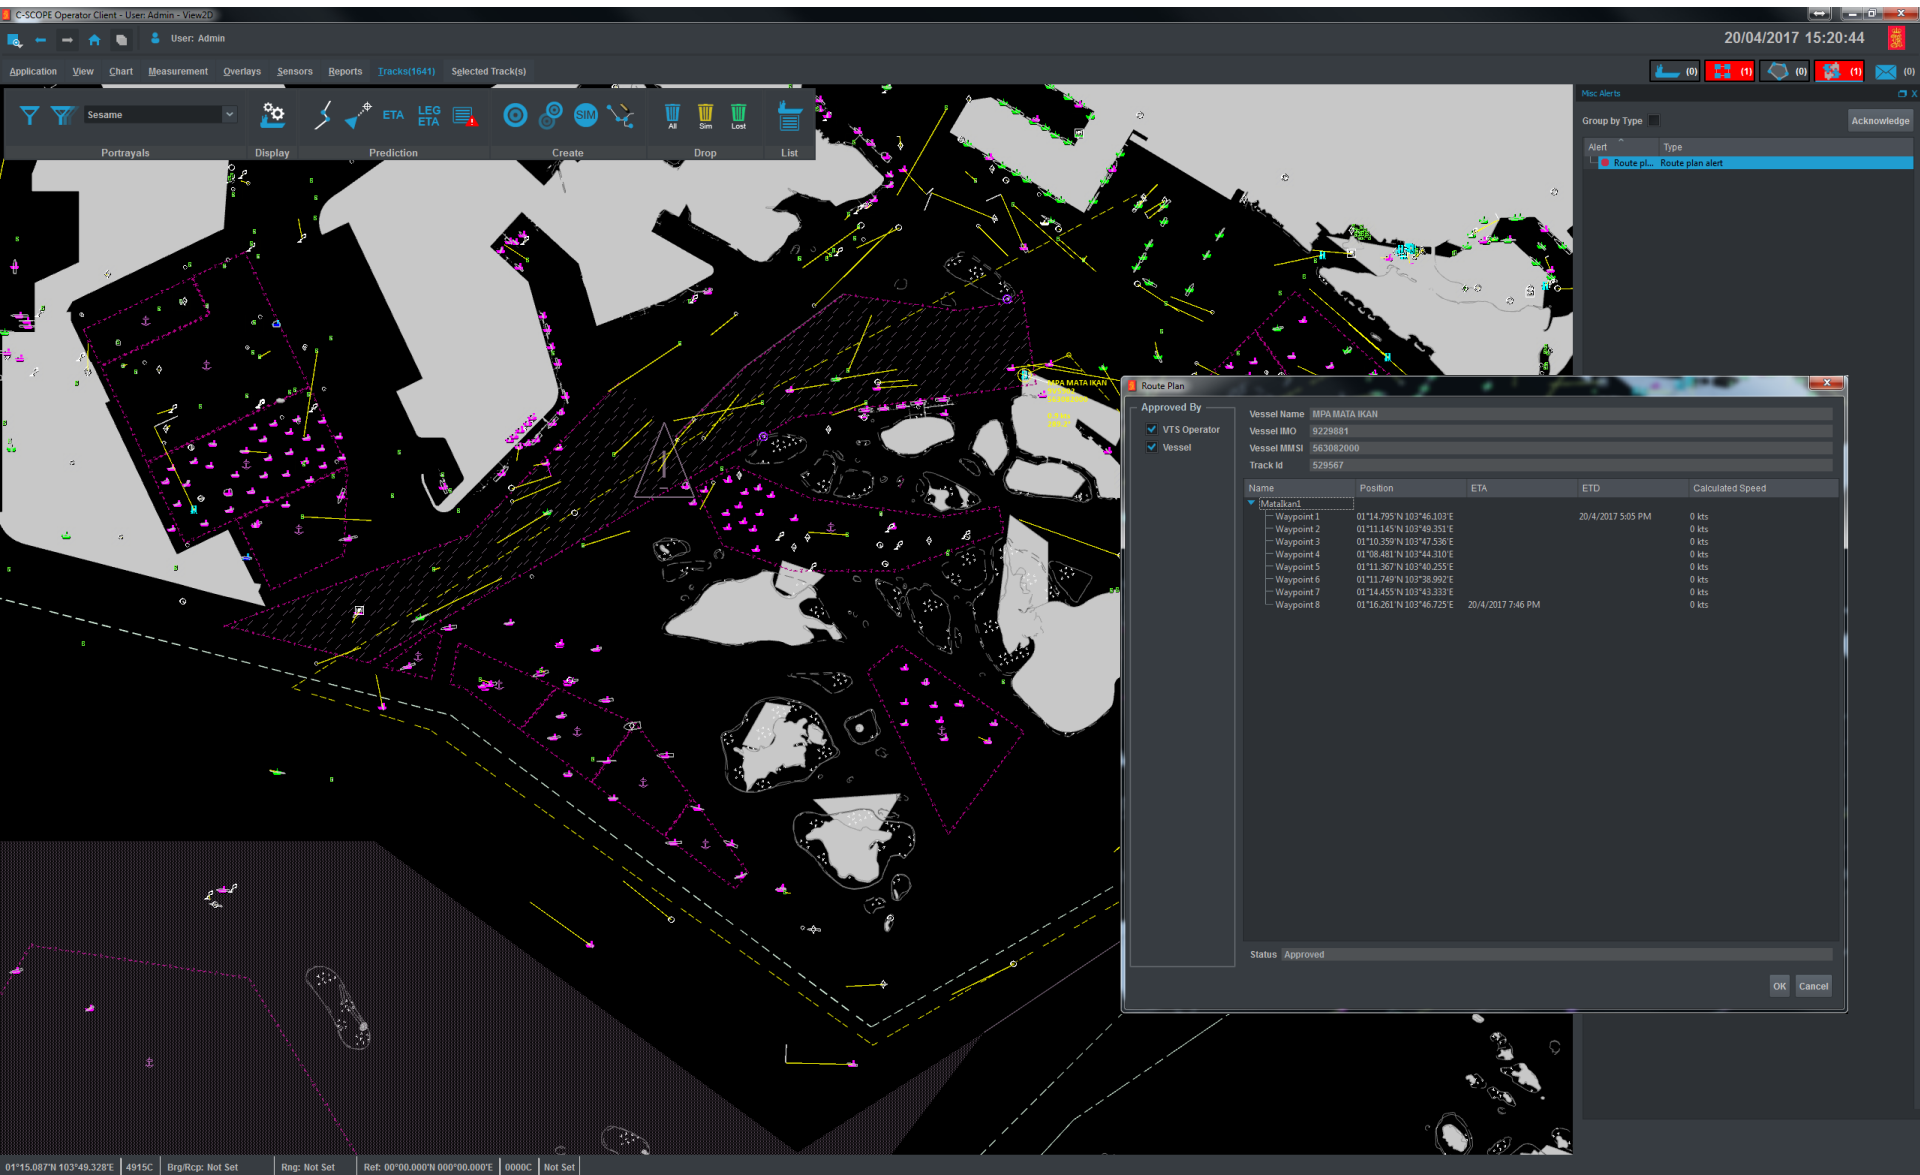 C-SCOPE Operator Client - User: Admin - View2D
User: Admin
20/04/2017 15:20:44
Application View Chart Measurement Overlays Sensors Reports Tracks(1641) Selected Track(s)
(0) (1) (0) (1) (0)
Misc Alerts
Group by Type
Acknowledge
Alert Type
Route pl... Route plan alert
Sesame
ETA
LEG ETA
SIM
All Sim Lost
Portrayals Display Prediction Create Drop List
MPA MATA IKAN
Route Plan
Approved By
VTS Operator
Vessel
Vessel Name MPA MATA IKAN
Vessel IMO 9229881
Vessel MMSI 563082000
Track Id 529567
Name Position ETA ETD Calculated Speed
MataIkan1
Waypoint 1 01°14.795'N 103°46.103'E 20/4/2017 5:05 PM 0 kts
Waypoint 2 01°11.145'N 103°49.351'E 0 kts
Waypoint 3 01°10.359'N 103°47.536'E 0 kts
Waypoint 4 01°08.481'N 103°44.310'E 0 kts
Waypoint 5 01°11.367'N 103°40.255'E 0 kts
Waypoint 6 01°11.749'N 103°38.992'E 0 kts
Waypoint 7 01°14.455'N 103°43.333'E 0 kts
Waypoint 8 01°16.261'N 103°46.725'E 20/4/2017 7:46 PM 0 kts
Status Approved
OK Cancel
01°15.087'N 103°49.328'E 4915C Brg/Rcp: Not Set Rng: Not Set Ref: 00°00.000'N 000°00.000'E 0000C Not Set